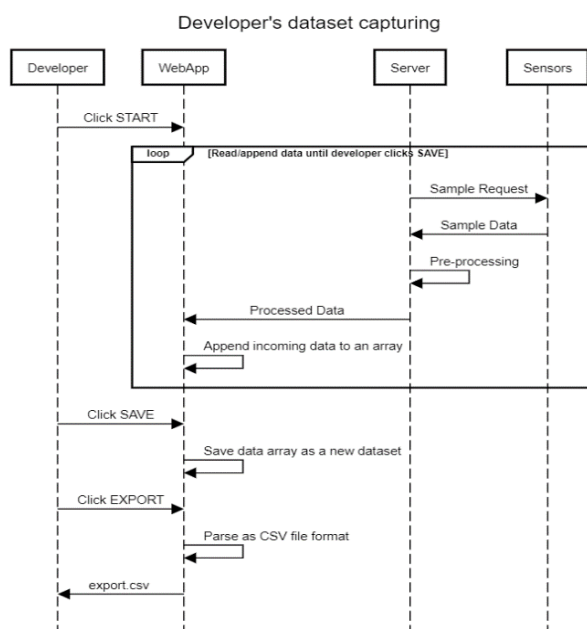 Developer's dataset capturing
Developer
WebApp
Server
Sensors
Click START
loop
[Read/append data until developer clicks SAVE]
Sample Request
Sample Data
Pre-processing
Processed Data
Append incoming data to an array
Click SAVE
Save data array as a new dataset
Click EXPORT
Parse as CSV file format
export.csv